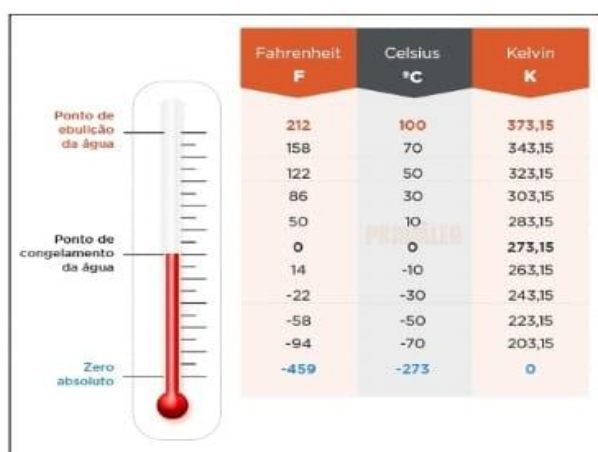 Fahrenheit Celsius Kelvin
F °C K
Ponto de
ebulição
da água
212 100 373,15
158 70 343,15
122 50 323,15
86 30 303,15
50 10 283,15
Ponto de
congelamento
da água
0 0 273,15
14 -10 263,15
-22 -30 243,15
-58 -50 223,15
-94 -70 203,15
Zero
absoluto
-459 -273 0
PRAVALER